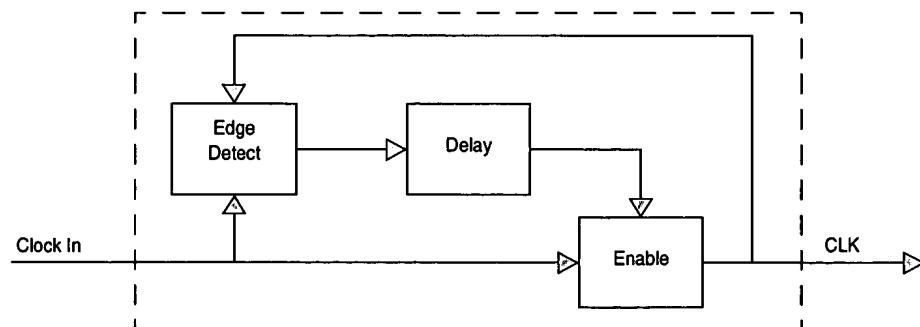 Edge
Detect
Delay
Clock In
Enable
CLK